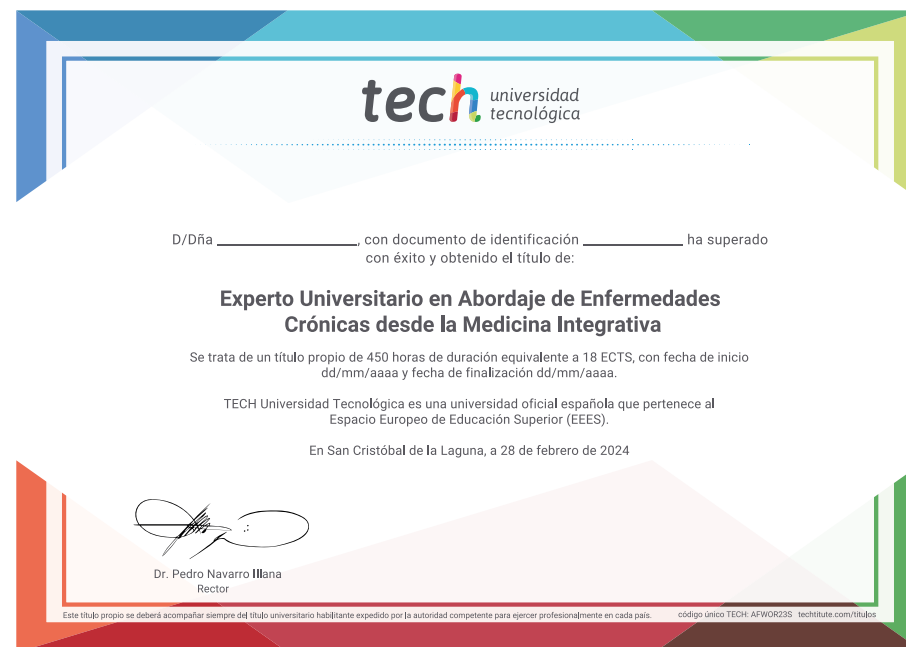 tech universidad
tecnológica
D/Dña ______________, con documento de identificación __________ ha superado
con éxito y obtenido el título de:
Experto Universitario en Abordaje de Enfermedades
Crónicas desde la Medicina Integrativa
Se trata de un título propio de 450 horas de duración equivalente a 18 ECTS, con fecha de inicio
dd/mm/aaaa y fecha de finalización dd/mm/aaaa.
TECH Universidad Tecnológica es una universidad oficial española que pertenece al
Espacio Europeo de Educación Superior (EEES).
En San Cristóbal de la Laguna, a 28 de febrero de 2024
Dr. Pedro Navarro Illana
Rector
Este título propio se deberá acompañar siempre del título universitario habilitante expedido por la autoridad competente para ejercer profesionalmente en cada país. código único TECH: AFWOR23S techtitute.com/titulos